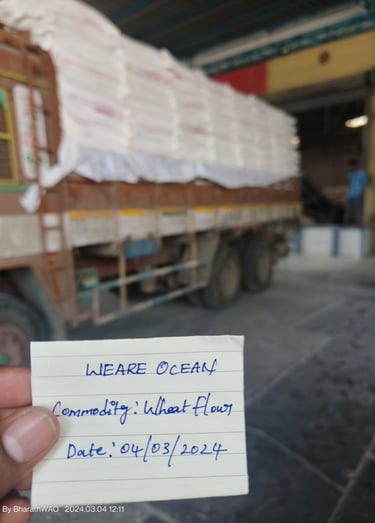 WEARE OCEAN
Commodity: Wheat flour
Date: 04/03/2024
By BharathWAO 2024.03.04 12:11